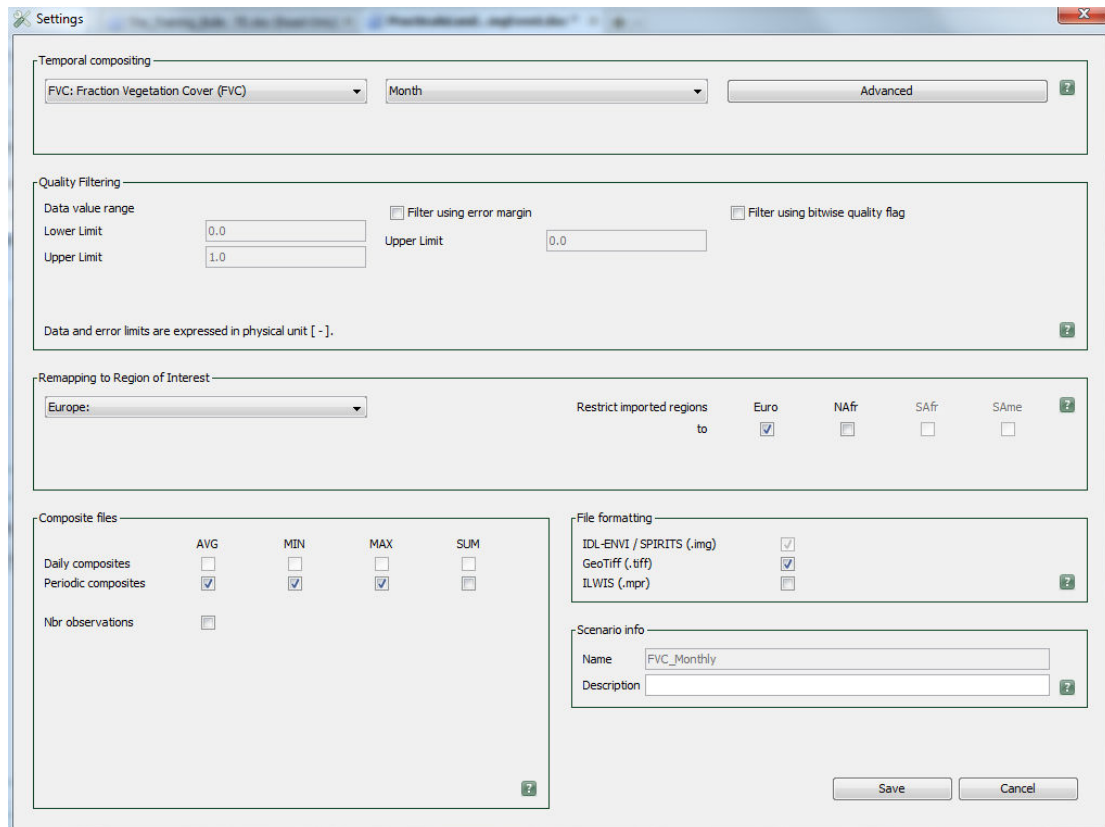 Settings
Temporal compositing
FVC: Fraction Vegetation Cover (FVC) Month Advanced ?
Quality Filtering
Data value range
Filter using error margin
Filter using bitwise quality flag
Lower Limit 0.0
Upper Limit 0.0
Upper Limit 1.0
Data and error limits are expressed in physical unit [ - ]. ?
Remapping to Region of Interest
Europe: Restrict imported regions Euro NAfr SAfr SAme ?
to
Composite files
AVG MIN MAX SUM
Daily composites
Periodic composites
Nbr observations
?
File formatting
IDL-ENVI / SPIRITS (.img)
GeoTiff (.tiff)
ILWIS (.mpr) ?
Scenario info
Name FVC_Monthly
Description ?
Save Cancel